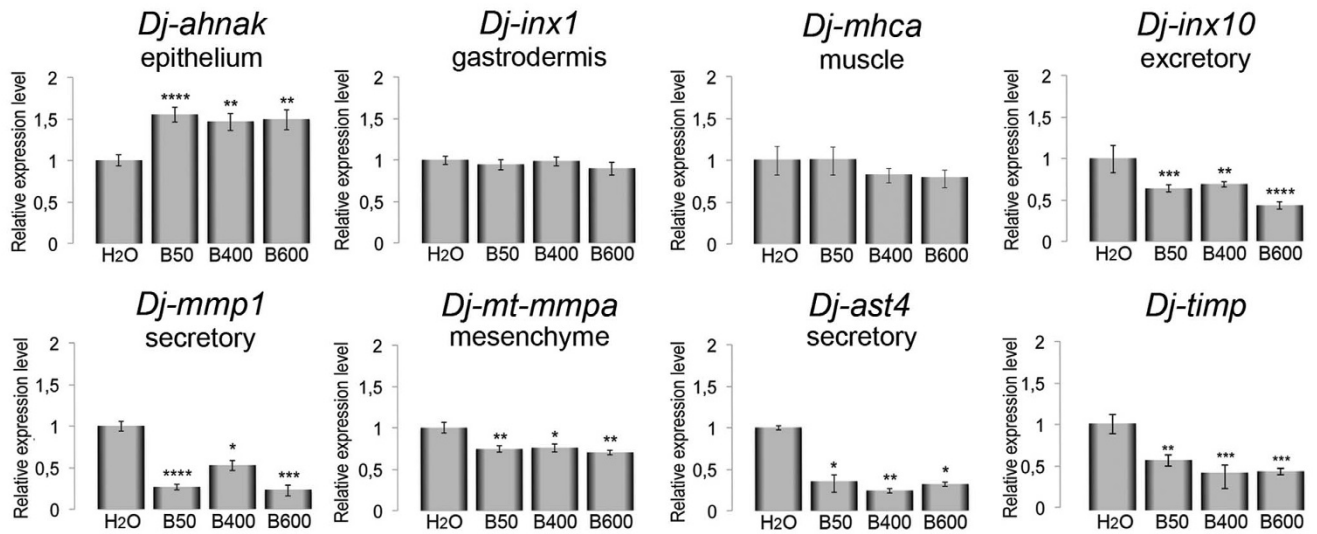 Dj-ahnak
epithelium
Relative expression level
2
1,5
1
0,5
0
****
**
**
H2O B50 B400 B600
Dj-inx1
gastrodermis
Relative expression level
2
1,5
1
0,5
0
H2O B50 B400 B600
Dj-mhca
muscle
Relative expression level
2
1,5
1
0,5
0
H2O B50 B400 B600
Dj-inx10
excretory
Relative expression level
2
1,5
1
0,5
0
***
**
****
H2O B50 B400 B600
Dj-mmp1
secretory
Relative expression level
2
1,5
1
0,5
0
****
*
***
H2O B50 B400 B600
Dj-mt-mmpa
mesenchyme
Relative expression level
2
1,5
1
0,5
0
**
*
**
H2O B50 B400 B600
Dj-ast4
secretory
Relative expression level
2
1,5
1
0,5
0
*
**
*
H2O B50 B400 B600
Dj-timp
Relative expression level
2
1,5
1
0,5
0
**
***
***
H2O B50 B400 B600